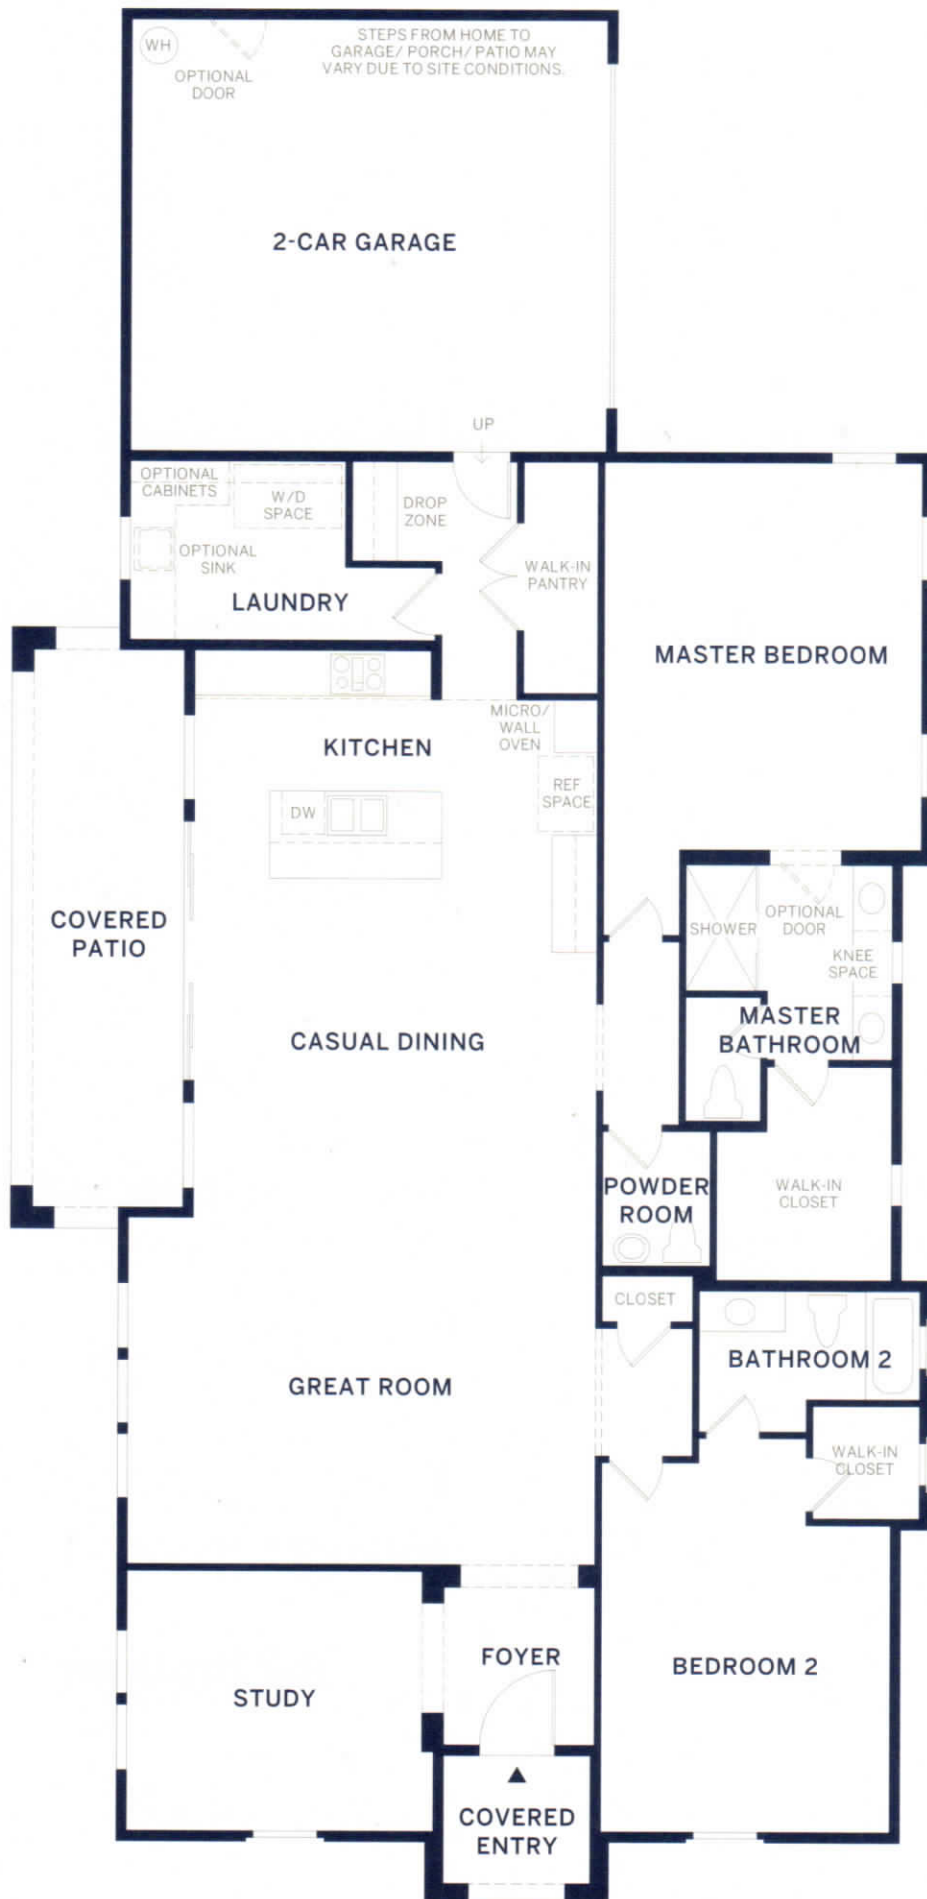 WH
OPTIONAL
DOOR
STEPS FROM HOME TO
GARAGE/ PORCH/ PATIO MAY
VARY DUE TO SITE CONDITIONS.
2-CAR GARAGE
UP
OPTIONAL
CABINETS
W/D
SPACE
OPTIONAL
SINK
LAUNDRY
DROP
ZONE
WALK-IN
PANTRY
MASTER BEDROOM
KITCHEN
MICRO/
WALL
OVEN
REF
SPACE
DW
COVERED
PATIO
SHOWER
OPTIONAL
DOOR
KNEE
SPACE
MASTER
BATHROOM
CASUAL DINING
POWDER
ROOM
WALK-IN
CLOSET
CLOSET
BATHROOM 2
GREAT ROOM
WALK-IN
CLOSET
FOYER
BEDROOM 2
STUDY
COVERED
ENTRY